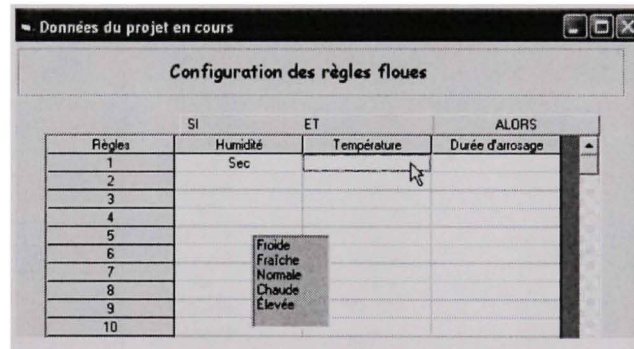 Données du projet en cours
Configuration des règles floues
SI ET ALORS
Règles Humidité Température Durée d'arrosage
1 Sec
2
3
4
5
6
7
8
9
10
Froide
Fraîche
Normale
Chaude
Élevée